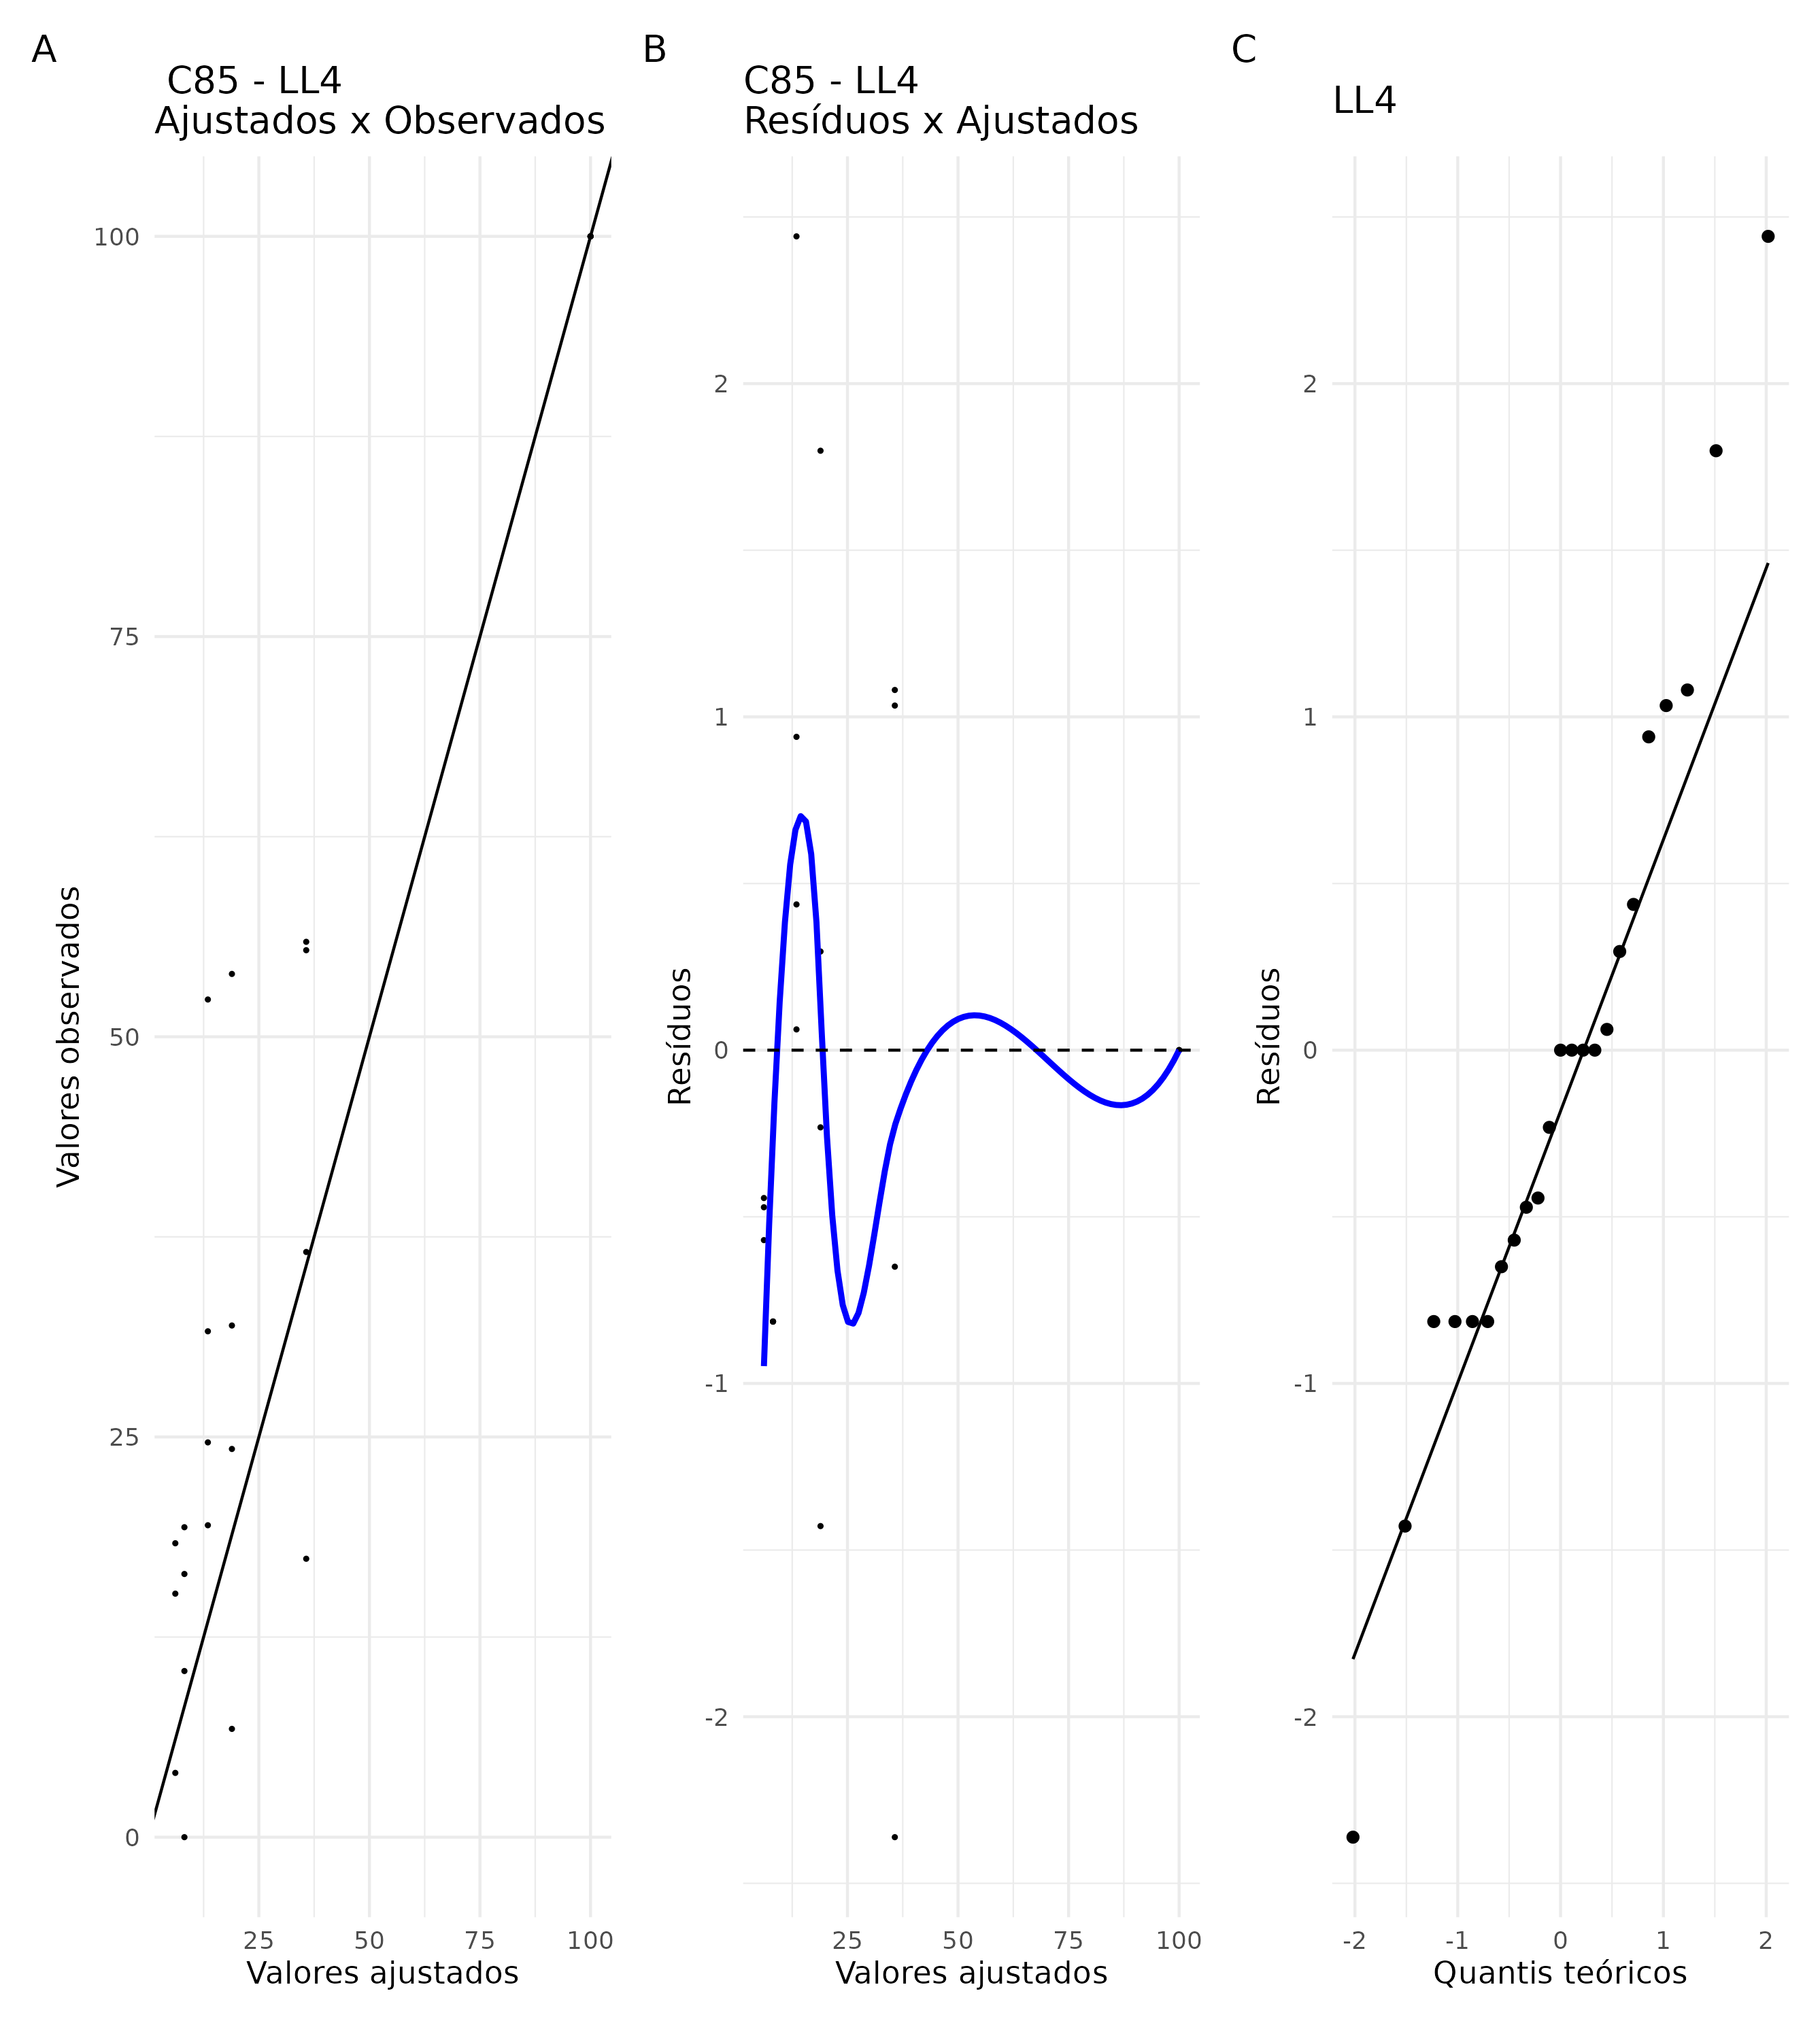 A
C85 - LL4
Ajustados x Observados
100
75
50
25
0
Valores observados
25 50 75 100
Valores ajustados
B
C85 - LL4
Resíduos x Ajustados
2
1
0
-1
-2
Resíduos
25 50 75 100
Valores ajustados
C
LL4
2
1
0
-1
-2
Resíduos
-2 -1 0 1 2
Quantis teóricos